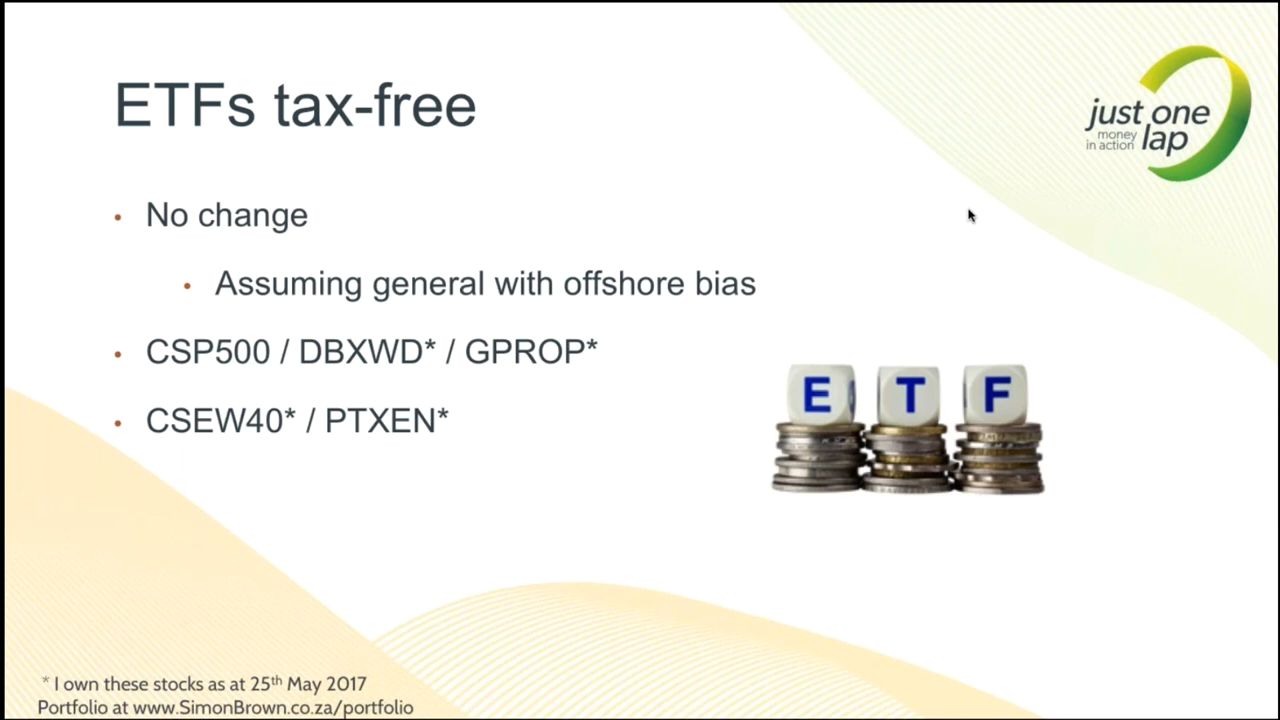 ETFs tax-free
just one
money
in action lap
• No change
• Assuming general with offshore bias
• CSP500 / DBXWD* / GPROP*
• CSEW40* / PTXEN*
E T F
* I own these stocks as at 25th May 2017
Portfolio at www.SimonBrown.co.za/portfolio